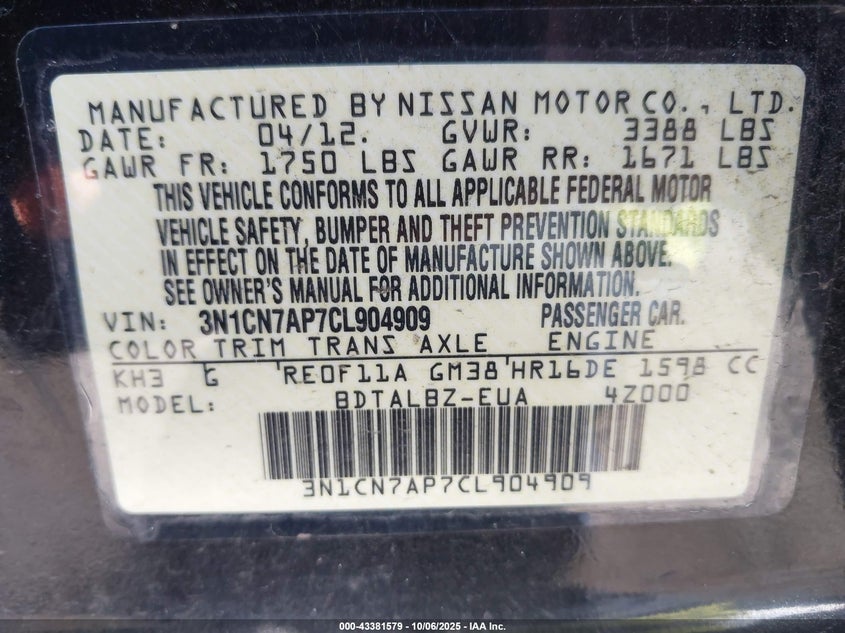 MANUFACTURED BY NISSAN MOTOR CO., LTD.
DATE: 04/12. GVWR: 3388 LBS
GAWR FR: 1750 LBS GAWR RR: 1671 LBS
THIS VEHICLE CONFORMS TO ALL APPLICABLE FEDERAL MOTOR
VEHICLE SAFETY, BUMPER AND THEFT PREVENTION STANDARDS
IN EFFECT ON THE DATE OF MANUFACTURE SHOWN ABOVE.
SEE OWNER'S MANUAL FOR ADDITIONAL INFORMATION.
VIN: 3N1CN7AP7CL904909 PASSENGER CAR.
COLOR TRIM TRANS AXLE ENGINE
KH3 G 'RE0F11A GM38'HR16DE 1598 CC
MODEL: BDTALBZ-EUA 4Z000
3N1CN7AP7CL904909
000-43381579 - 10/06/2025 - IAA Inc.